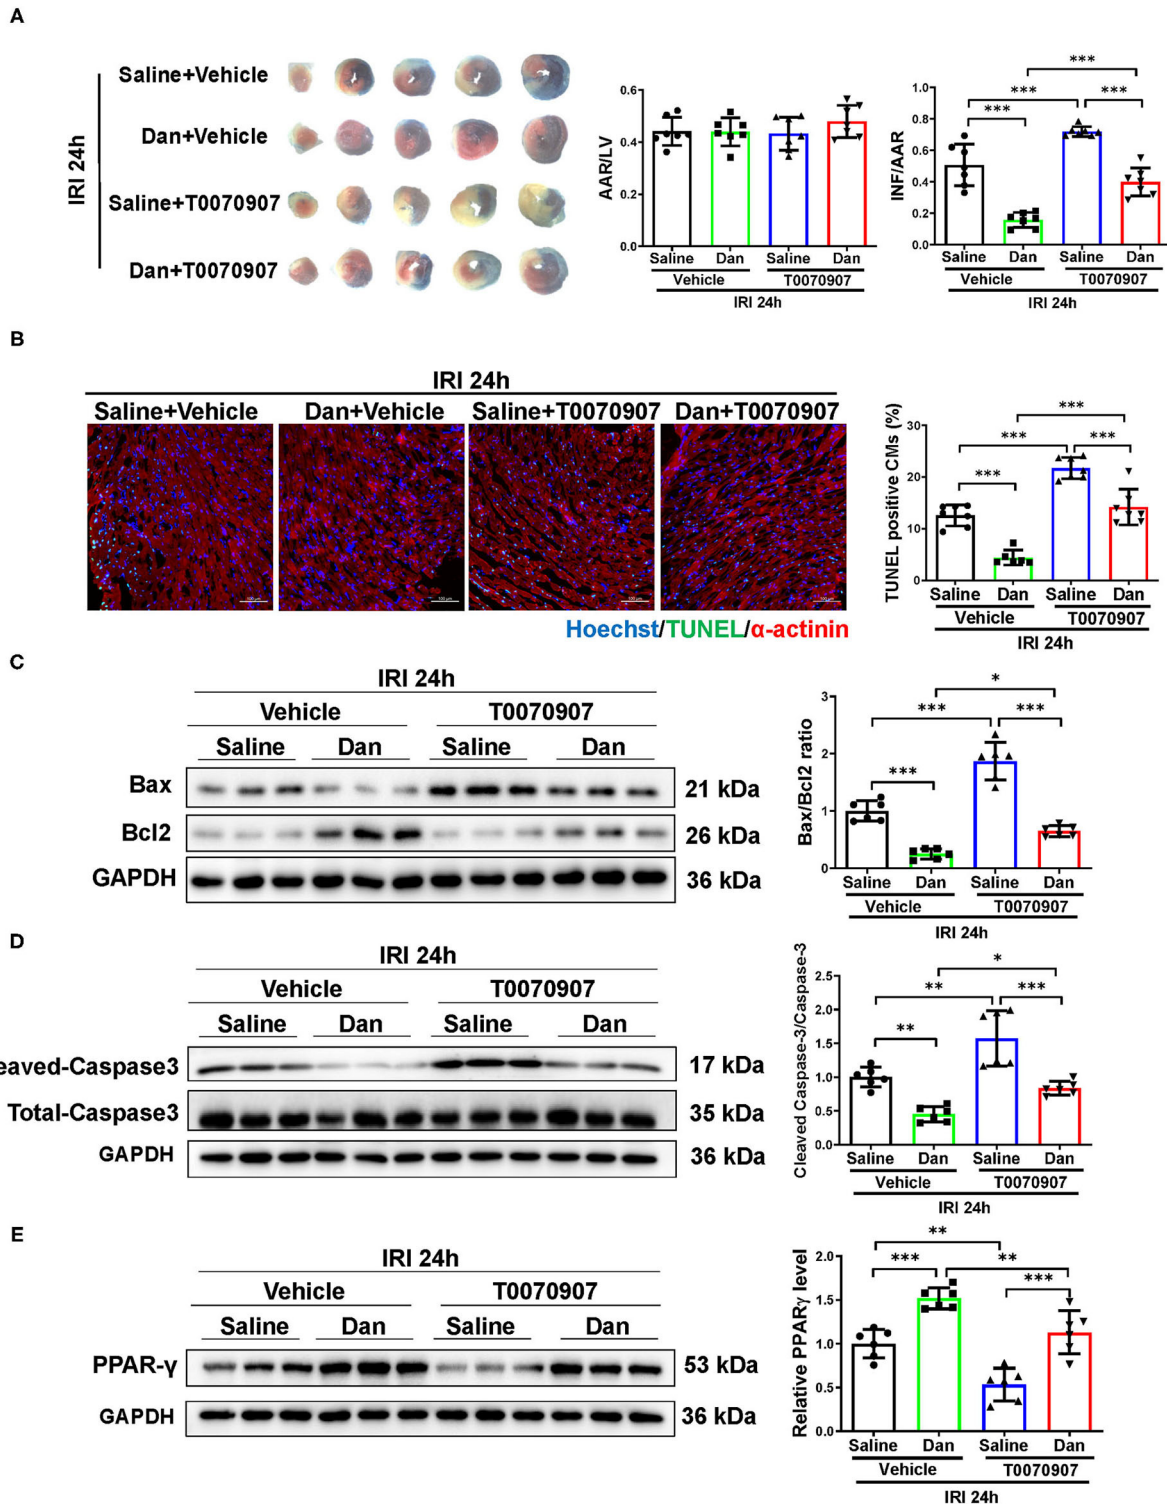 A
IRI 24h
Saline+Vehicle
Dan+Vehicle
Saline+T0070907
Dan+T0070907
AAR/LV
0.6
0.4
0.2
0.0
Saline Dan Saline Dan
Vehicle T0070907
IRI 24h
INF/AAR
1.0
0.8
0.6
0.4
0.2
0.0
***
*** ***
***
Saline Dan Saline Dan
Vehicle T0070907
IRI 24h
B
IRI 24h
Saline+Vehicle Dan+Vehicle Saline+T0070907 Dan+T0070907
100 μm 100 μm 100 μm 100 μm
Hoechst/TUNEL/α-actinin
TUNEL positive CMs (%)
30
20
10
0
***
*** ***
***
Saline Dan Saline Dan
Vehicle T0070907
IRI 24h
C
IRI 24h
Vehicle T0070907
Saline Dan Saline Dan
Bax 21 kDa
Bcl2 26 kDa
GAPDH 36 kDa
Bax/Bcl2 ratio
3
2
1
0
*
*** ***
***
Saline Dan Saline Dan
Vehicle T0070907
IRI 24h
D
IRI 24h
Vehicle T0070907
Saline Dan Saline Dan
eaved-Caspase3 17 kDa
Total-Caspase3 35 kDa
GAPDH 36 kDa
Cleaved Caspase-3/Caspase-3
2.5
2.0
1.5
1.0
0.5
0.0
*
** ***
**
Saline Dan Saline Dan
Vehicle T0070907
IRI 24h
E
IRI 24h
Vehicle T0070907
Saline Dan Saline Dan
PPAR-γ 53 kDa
GAPDH 36 kDa
Relative PPARγ level
2.0
1.5
1.0
0.5
0.0
**
*** **
***
Saline Dan Saline Dan
Vehicle T0070907
IRI 24h